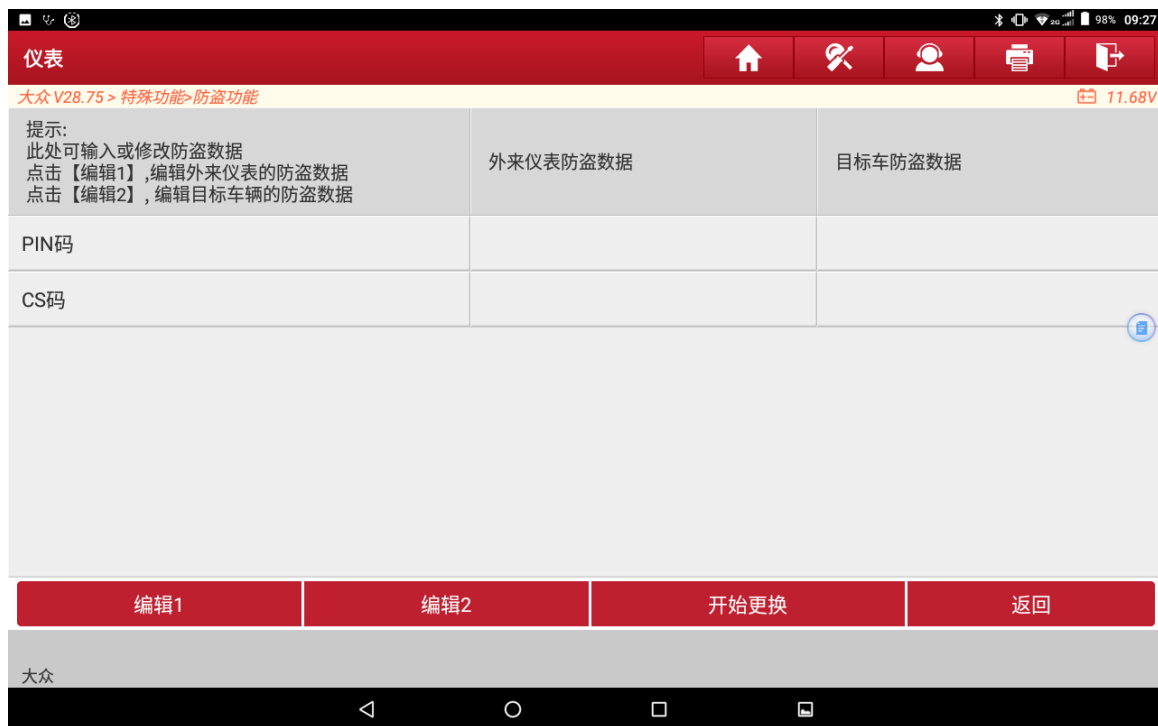 2G 98% 09:27
仪表
大众 V28.75 > 特殊功能>防盗功能
11.68V
提示:
此处可输入或修改防盗数据
点击【编辑1】,编辑外来仪表的防盗数据
点击【编辑2】, 编辑目标车辆的防盗数据
外来仪表防盗数据
目标车防盗数据
PIN码
CS码
编辑1
编辑2
开始更换
返回
大众